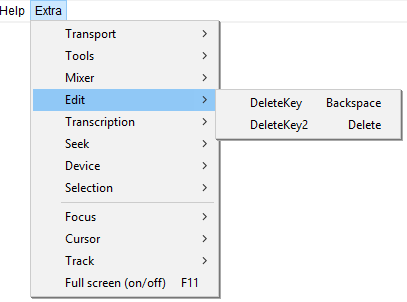 Help Extra
Transport
Tools
Mixer
Edit
DeleteKey Backspace
Transcription
DeleteKey2 Delete
Seek
Device
Selection
Focus
Cursor
Track
Full screen (on/off) F11